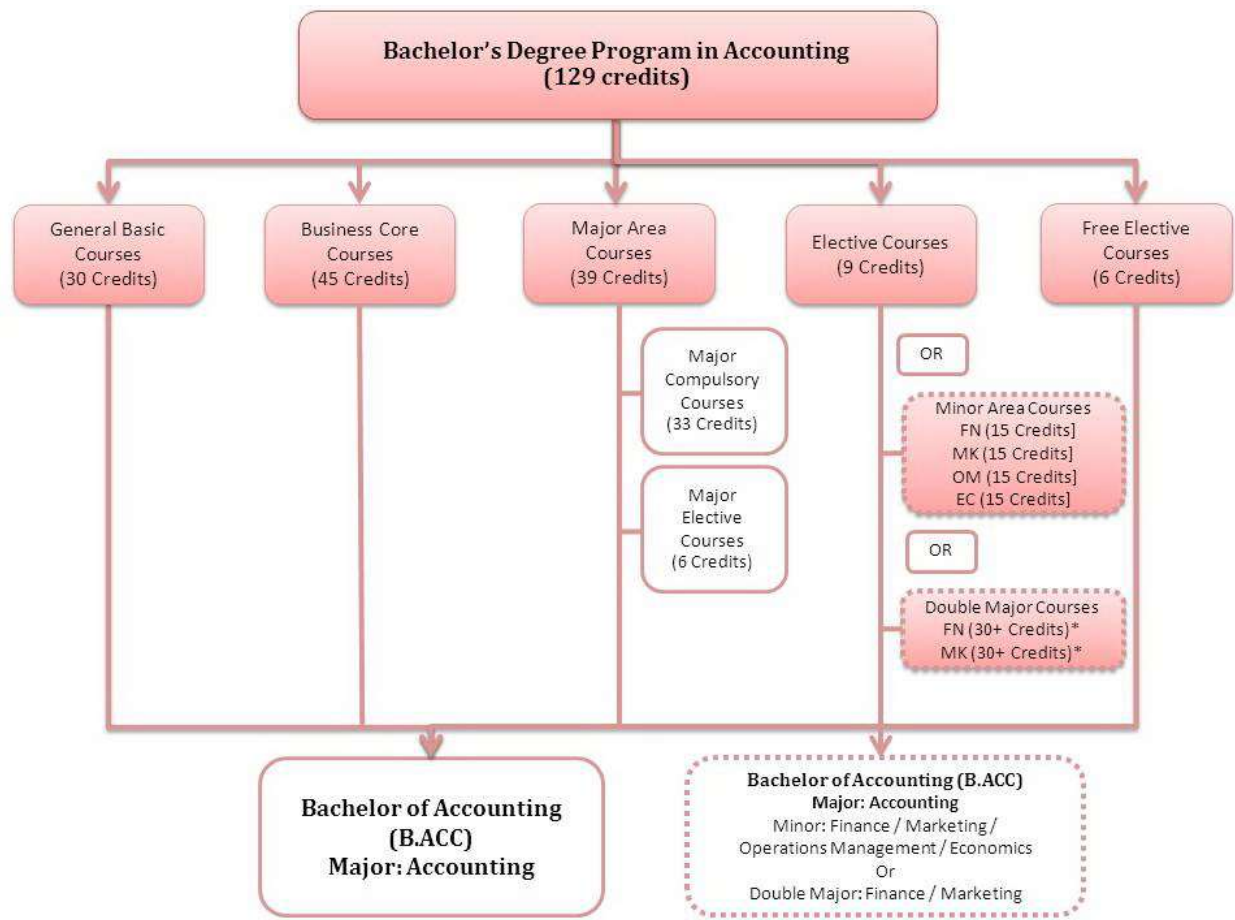 Bachelor's Degree Program in Accounting
(129 credits)
General Basic
Courses
(30 Credits)
Business Core
Courses
(45 Credits)
Major Area
Courses
(39 Credits)
Elective Courses
(9 Credits)
Free Elective
Courses
(6 Credits)
Major
Compulsory
Courses
(33 Credits)
Major
Elective
Courses
(6 Credits)
OR
Minor Area Courses
FN (15 Credits]
MK (15 Credits]
OM (15 Credits]
EC (15 Credits]
OR
Double Major Courses
FN (30+ Credits)*
MK (30+ Credits)*
Bachelor of Accounting
(B.ACC)
Major: Accounting
Bachelor of Accounting (B.ACC)
Major: Accounting
Minor: Finance / Marketing /
Operations Management / Economics
Or
Double Major: Finance / Marketing